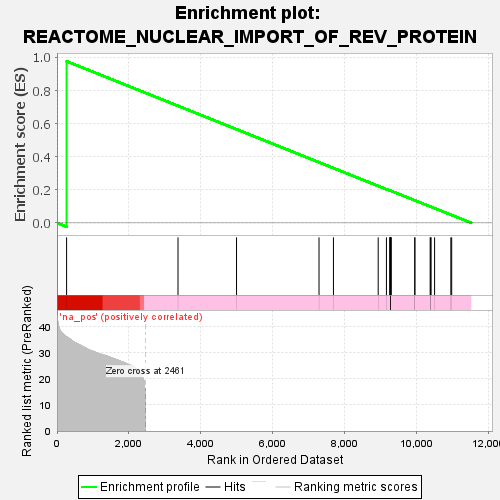 Enrichment plot:
REACTOME_NUCLEAR_IMPORT_OF_REV_PROTEIN
Enrichment score (ES)
1.0
0.8
0.6
0.4
0.2
0.0
'na_pos' (positively correlated)
Ranked list metric (PreRanked)
40
30
20
10
0
Zero cross at 2461
0
2,000
4,000
6,000
8,000
10,000
12,000
Rank in Ordered Dataset
Enrichment profile
Hits
Ranking metric scores